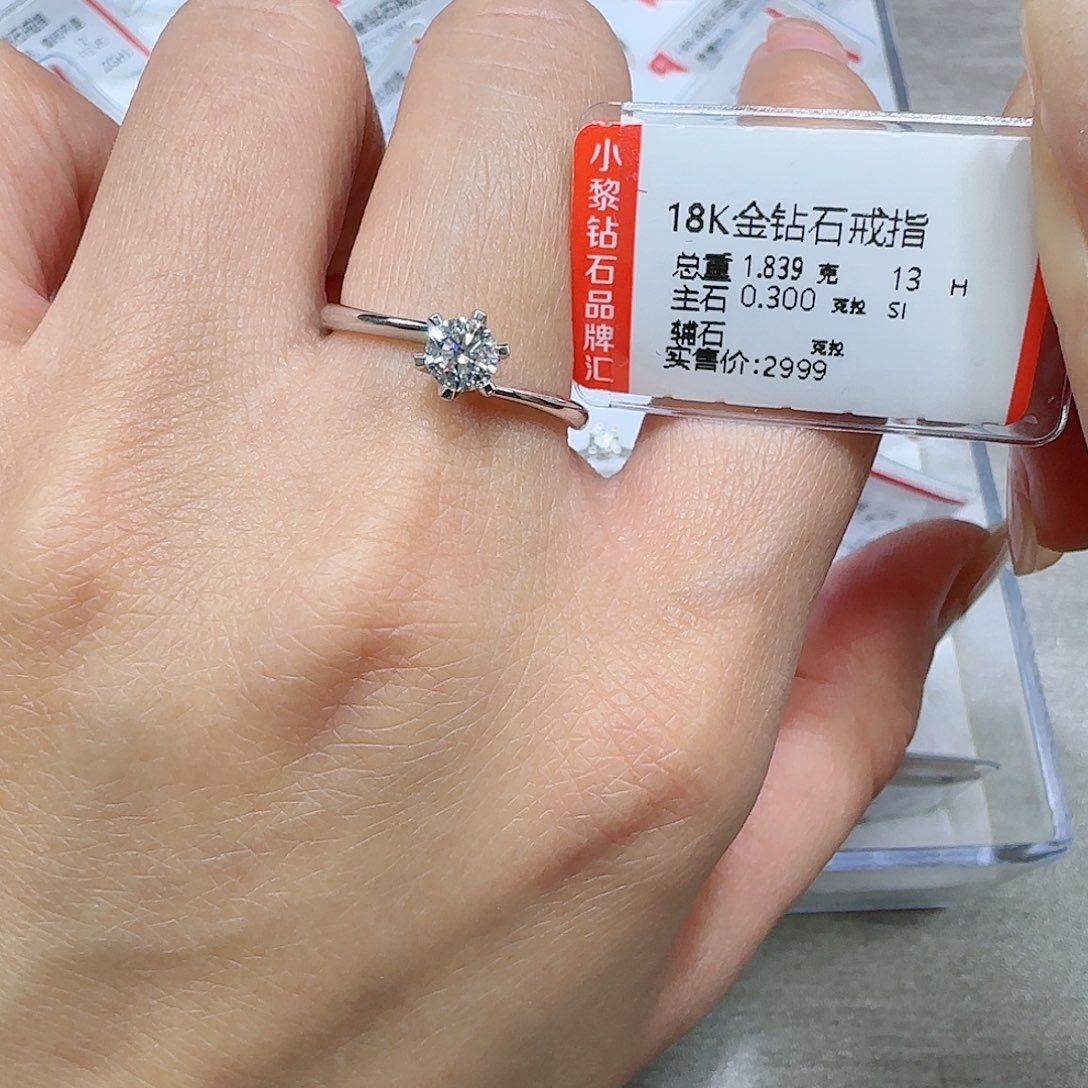 小黎钻石品牌汇
18K金钻石戒指
总重 1.839 克 13 H
主石 0.300 克拉 SI
辅石 克拉
实售价:2999